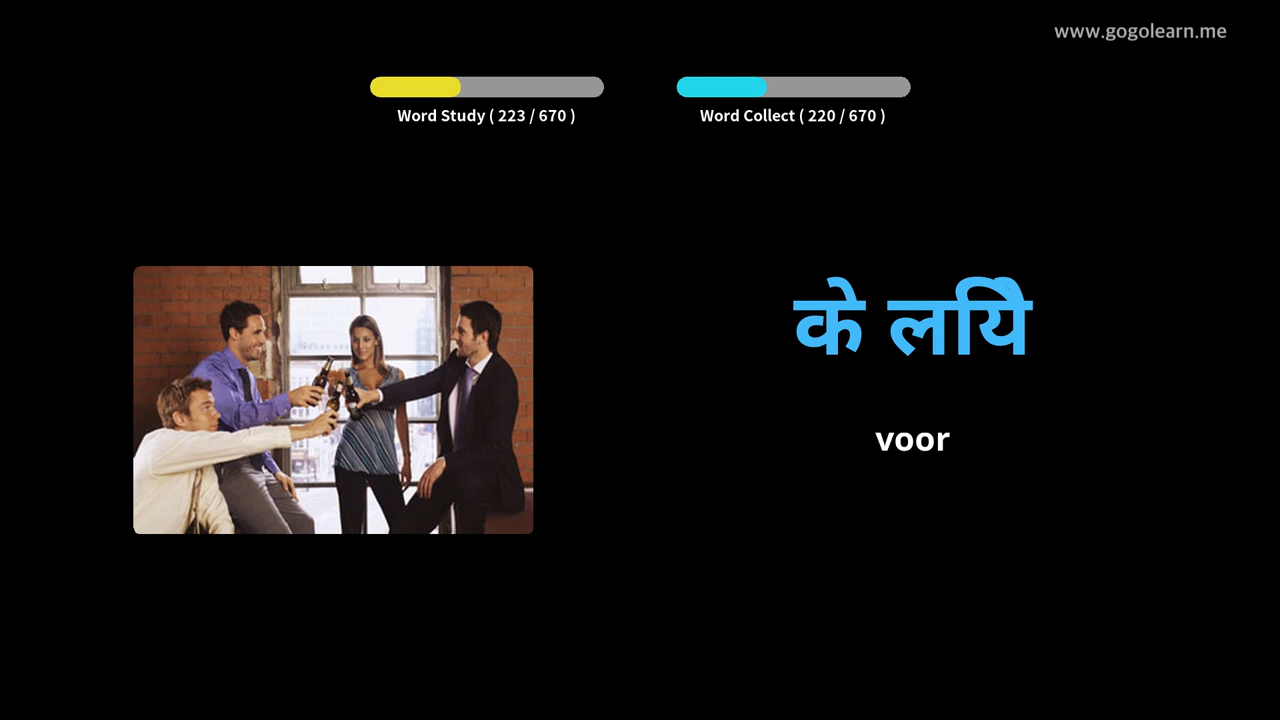 www.gogolearn.me
Word Study ( 223 / 670 )
Word Collect ( 220 / 670 )
के लिये
voor